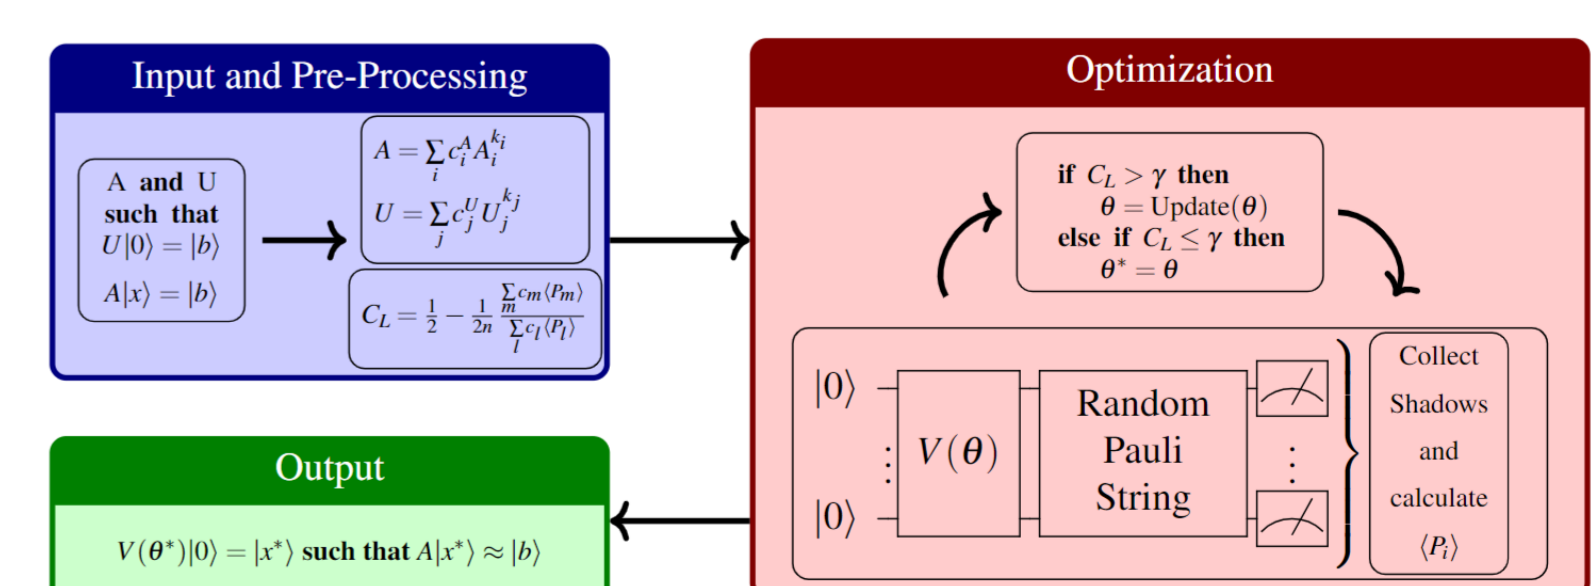 Input and Pre-Processing
A and U
such that
U|0⟩ = |b⟩
A|x⟩ = |b⟩
A = ∑_i c_i^A A_i^{k_i}
U = ∑_j c_j^U U_j^{k_j}
C_L = 1/2 − 1/2n ∑_m c_m⟨P_m⟩ / ∑_l c_l⟨P_l⟩
Optimization
if C_L > γ then
θ = Update(θ)
else if C_L ≤ γ then
θ* = θ
|0⟩
⋮
|0⟩
V(θ)
Random
Pauli
String
⋮
Collect
Shadows
and
calculate
⟨P_i⟩
Output
V(θ*)|0⟩ = |x*⟩ such that A|x*⟩ ≈ |b⟩